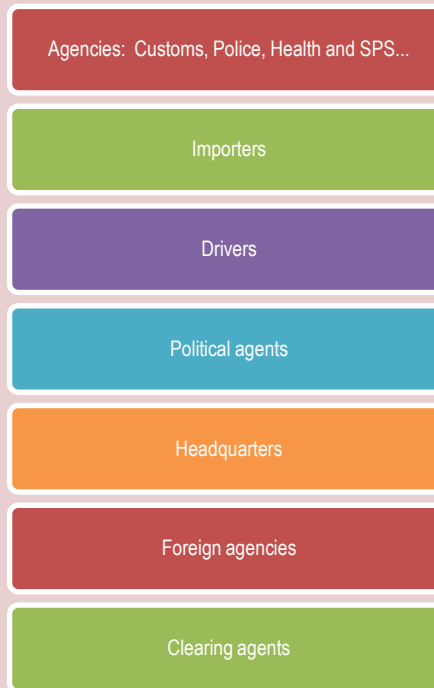 Agencies: Customs, Police, Health and SPS...
Importers
Drivers
Political agents
Headquarters
Foreign agencies
Clearing agents